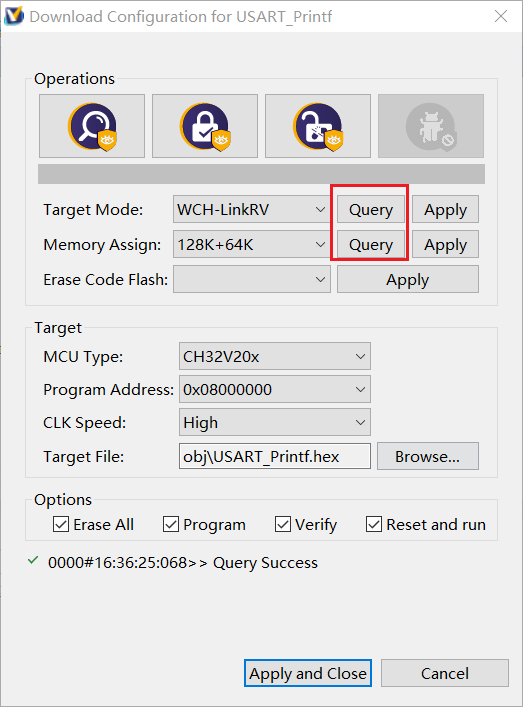 Download Configuration for USART_Printf
Operations
Target Mode: WCH-LinkRV Query Apply
Memory Assign: 128K+64K Query Apply
Erase Code Flash: Apply
Target
MCU Type: CH32V20x
Program Address: 0x08000000
CLK Speed: High
Target File: obj\USART_Printf.hex Browse...
Options
Erase All Program Verify Reset and run
0000#16:36:25:068>> Query Success
Apply and Close Cancel